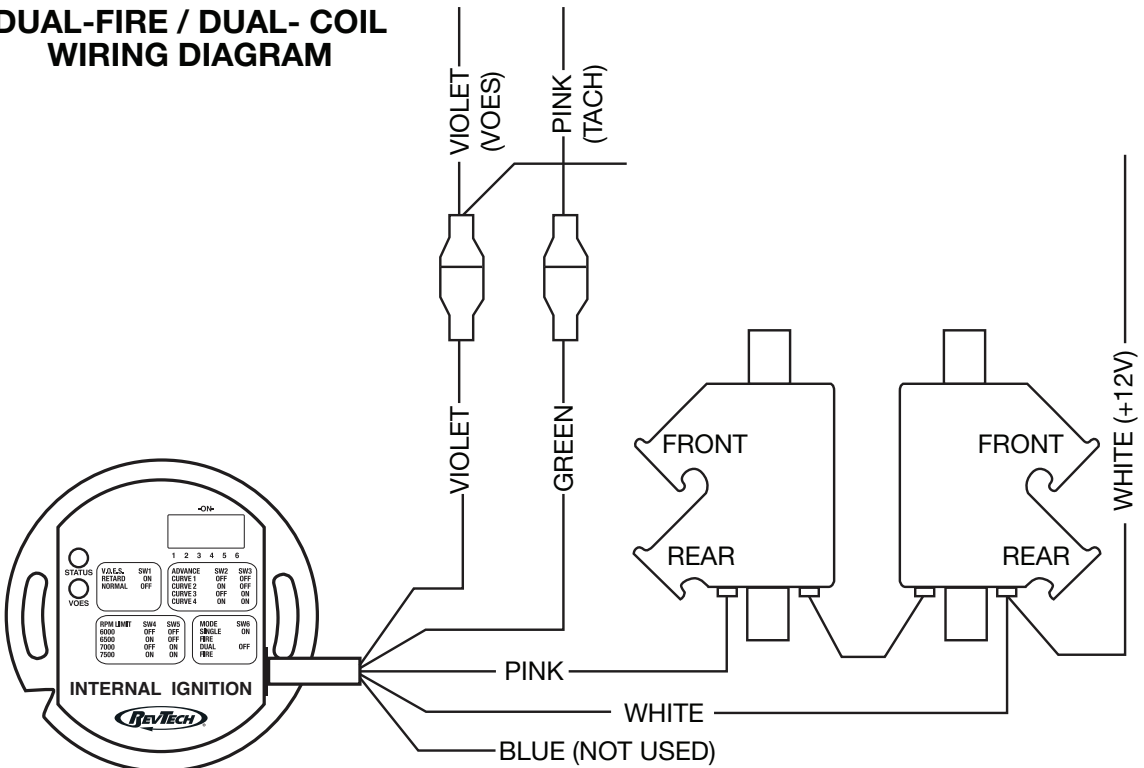 DUAL-FIRE / DUAL- COIL
WIRING DIAGRAM
VIOLET
(VOES)
PINK
(TACH)
WHITE (+12V)
VIOLET
GREEN
FRONT
REAR
FRONT
REAR
-ON-
1 2 3 4 5 6
STATUS
VOES
V.O.E.S. SW1
RETARD ON
NORMAL OFF
ADVANCE SW2 SW3
CURVE 1 OFF OFF
CURVE 2 ON OFF
CURVE 3 OFF ON
CURVE 4 ON ON
RPM LIMIT SW4 SW5
6000 OFF OFF
6500 ON OFF
7000 OFF ON
7500 ON ON
MODE SW6
SINGLE ON
FIRE
DUAL OFF
FIRE
INTERNAL IGNITION
REVTECH
PINK
WHITE
BLUE (NOT USED)